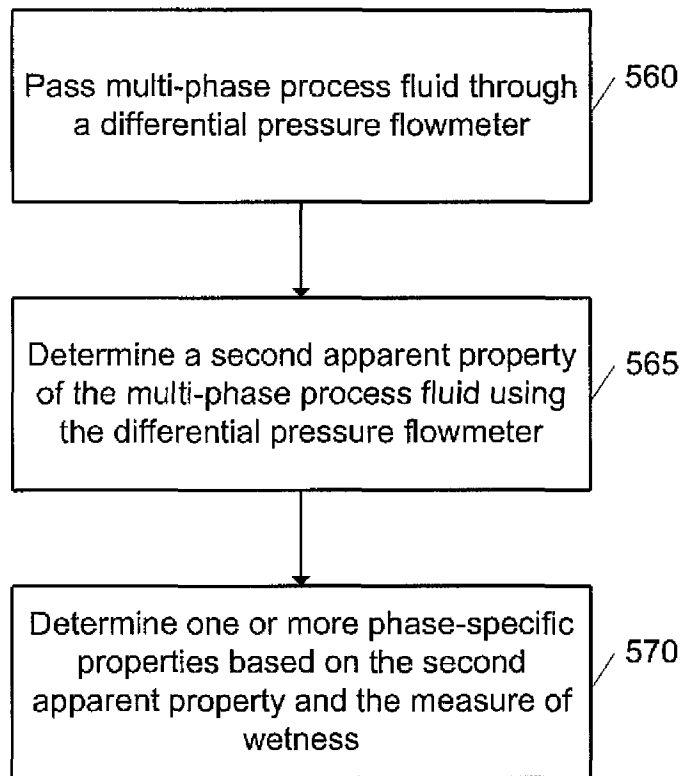 Pass multi-phase process fluid through
a differential pressure flowmeter
560
Determine a second apparent property
of the multi-phase process fluid using
the differential pressure flowmeter
565
Determine one or more phase-specific
properties based on the second
apparent property and the measure of
wetness
570